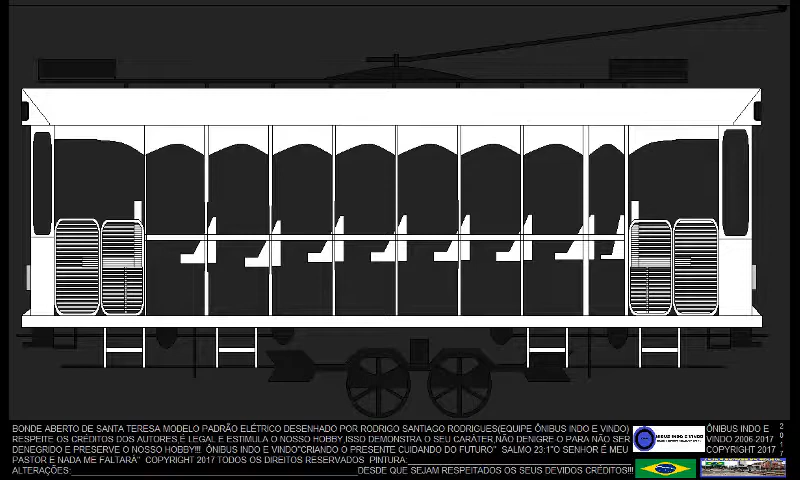 BONDE ABERTO DE SANTA TERESA MODELO PADRÃO ELÉTRICO DESENHADO POR RODRIGO SANTIAGO RODRIGUES(EQUIPE ÔNIBUS INDO E VINDO)
RESPEITE OS CRÉDITOS DOS AUTORES,É LEGAL E ESTIMULA O NOSSO HOBBY,ISSO DEMONSTRA O SEU CARÁTER,NÃO DENIGRE O PARA NÃO SER
DENEGRIDO E PRESERVE O NOSSO HOBBY!!! ÔNIBUS INDO E VINDO"CRIANDO O PRESENTE CUIDANDO DO FUTURO" SALMO 23:1"O SENHOR É MEU
PASTOR E NADA ME FALTARÁ" COPYRIGHT 2017 TODOS OS DIREITOS RESERVADOS PINTURA:
ALTERAÇÕES: DESDE QUE SEJAM RESPEITADOS OS SEUS DEVIDOS CRÉDITOS!!!
ÔNIBUS INDO E VINDO
ÔNIBUS INDO E
VINDO 2006 2017
COPYRIGHT 2017
2017